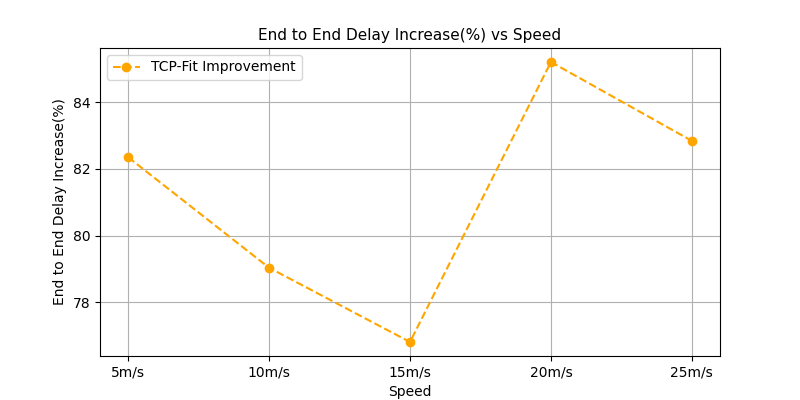 End to End Delay Increase(%) vs Speed
TCP-Fit Improvement
End to End Delay Increase(%)
84
82
80
78
5m/s
10m/s
15m/s
20m/s
25m/s
Speed